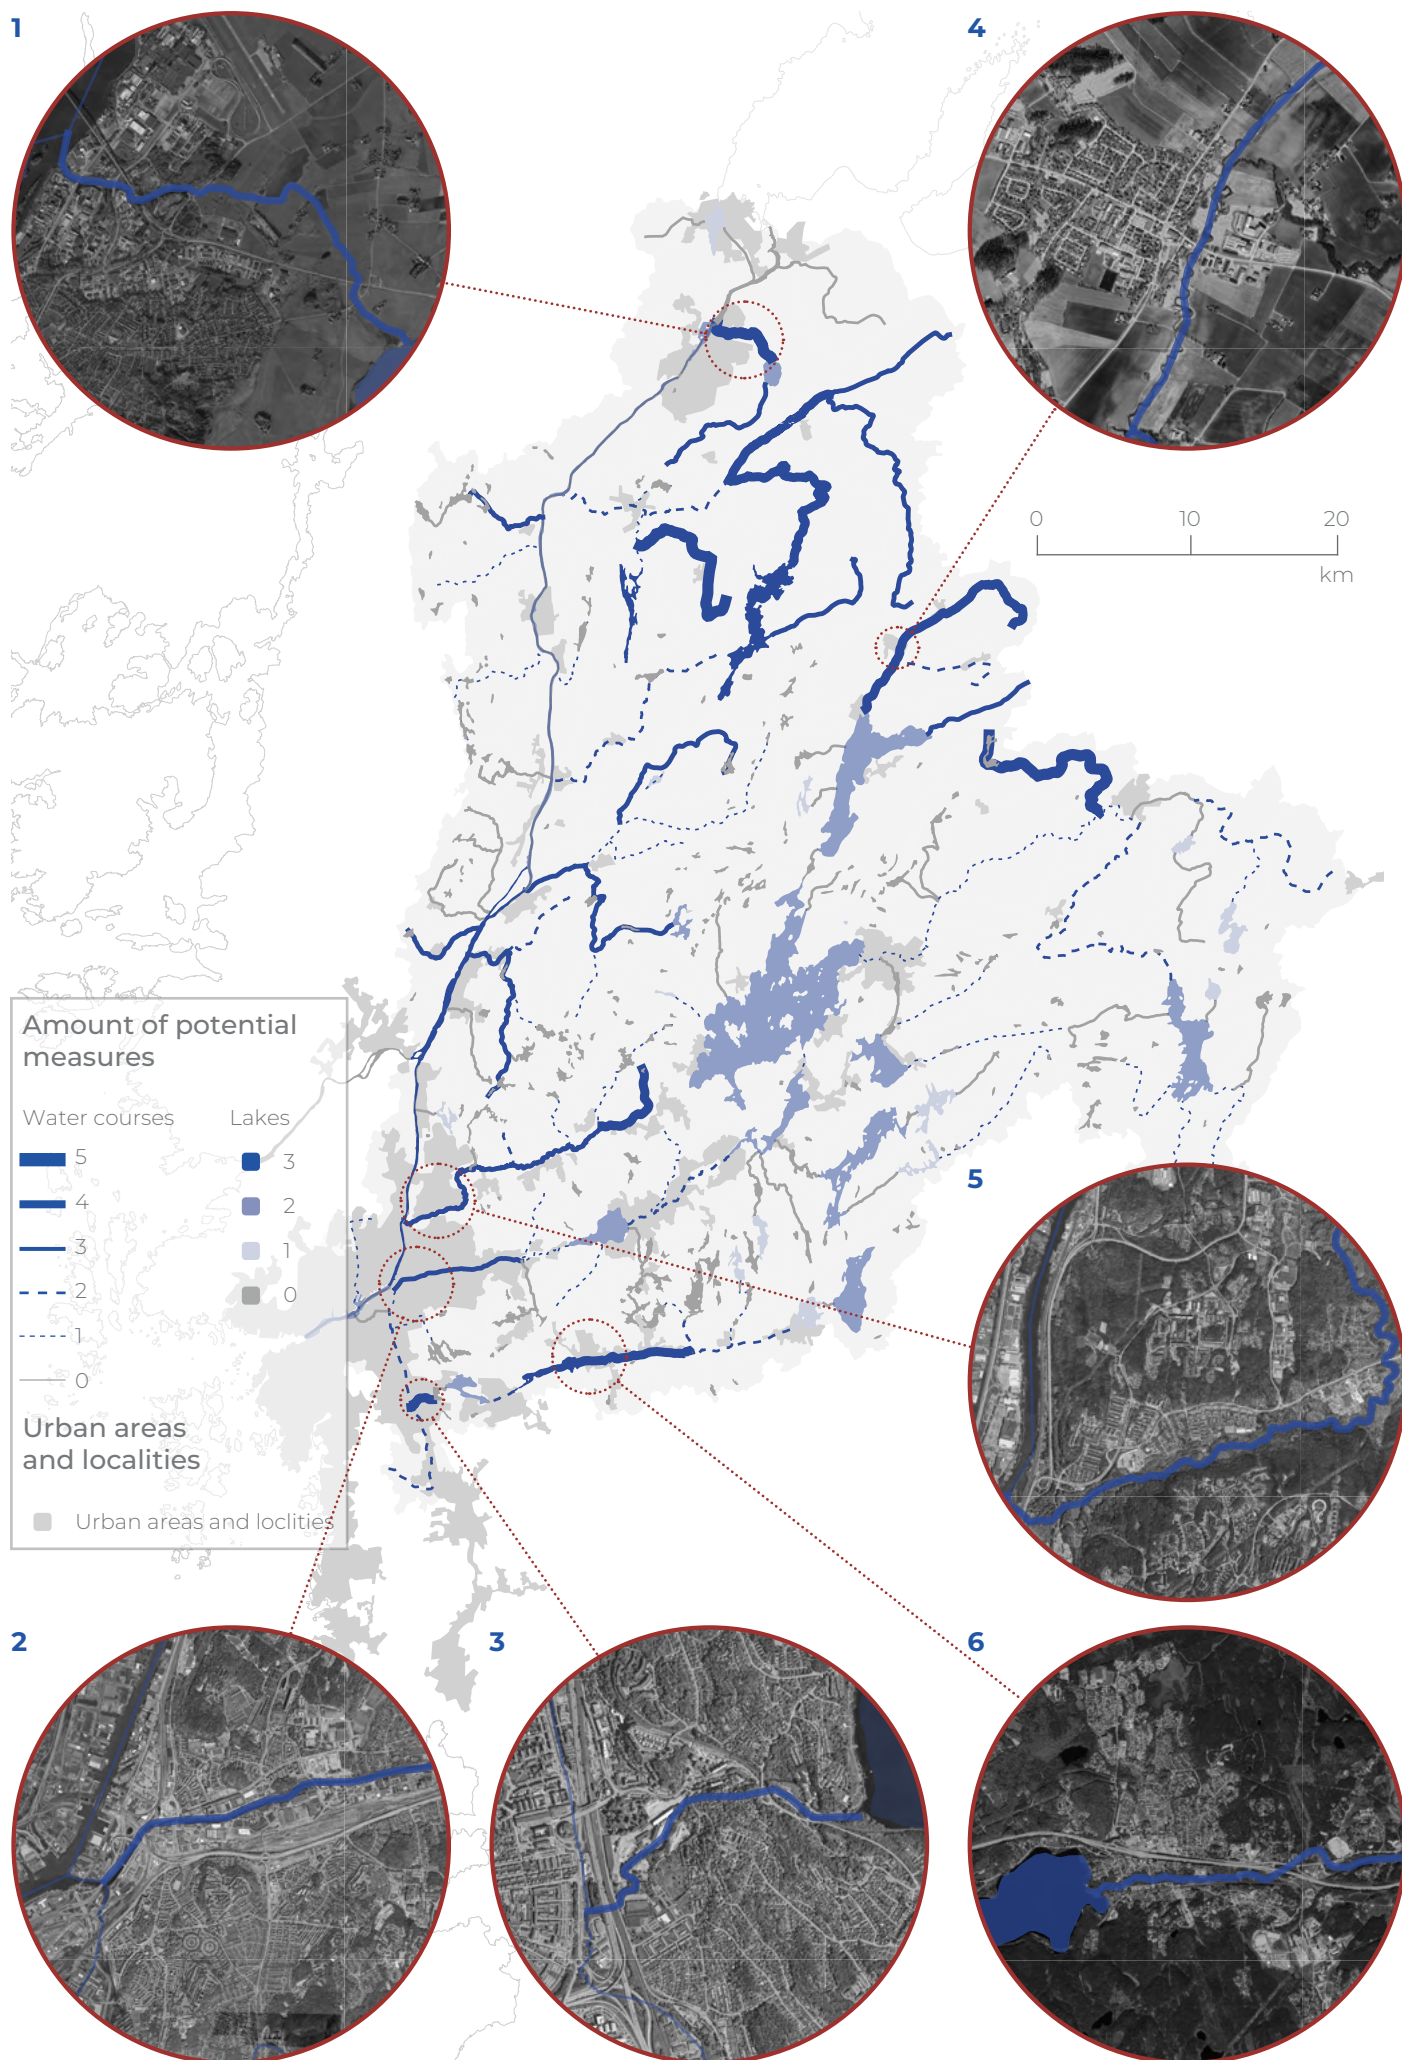 1
4
0 10 20
km
Amount of potential
measures
Water courses Lakes
5 3
4 2
3 1
2 0
1
0
Urban areas
and localities
Urban areas and loclities
5
2
3
6